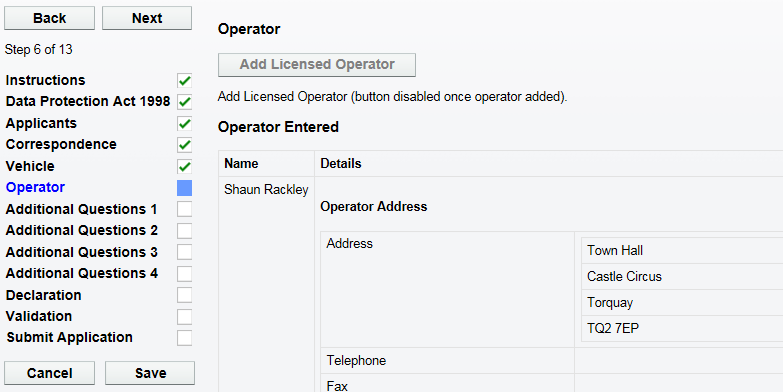 Back
Next
Step 6 of 13
Instructions
Data Protection Act 1998
Applicants
Correspondence
Vehicle
Operator
Additional Questions 1
Additional Questions 2
Additional Questions 3
Additional Questions 4
Declaration
Validation
Submit Application
Cancel
Save
Operator
Add Licensed Operator
Add Licensed Operator (button disabled once operator added).
Operator Entered
Name
Details
Shaun Rackley
Operator Address
Address
Town Hall
Castle Circus
Torquay
TQ2 7EP
Telephone
Fax